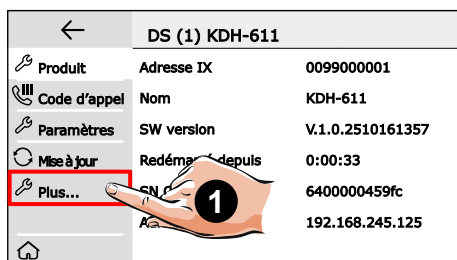 DS (1) KDH-611
Produit
Adresse IX 0099000001
Code d'appel
Nom KDH-611
Paramètres
SW version V.1.0.2510161357
Mise à jour
Redémarré depuis 0:00:33
Plus...
SN 6400000459fc
1
192.168.245.125